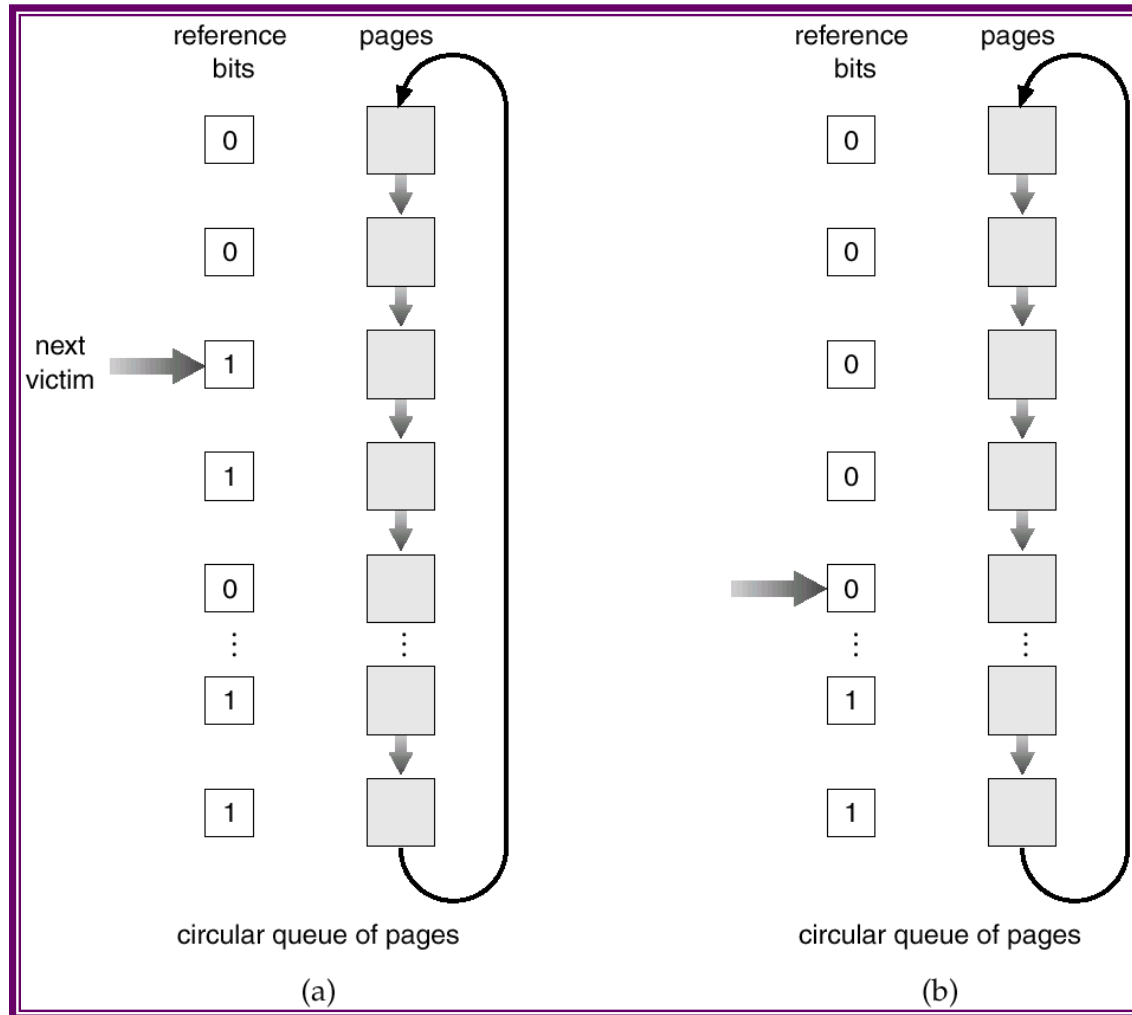 reference pages
bits
0
0
next
victim
1
1
0
⋮ ⋮
1
1
circular queue of pages
(a)
reference pages
bits
0
0
0
0
0
⋮ ⋮
1
1
circular queue of pages
(b)